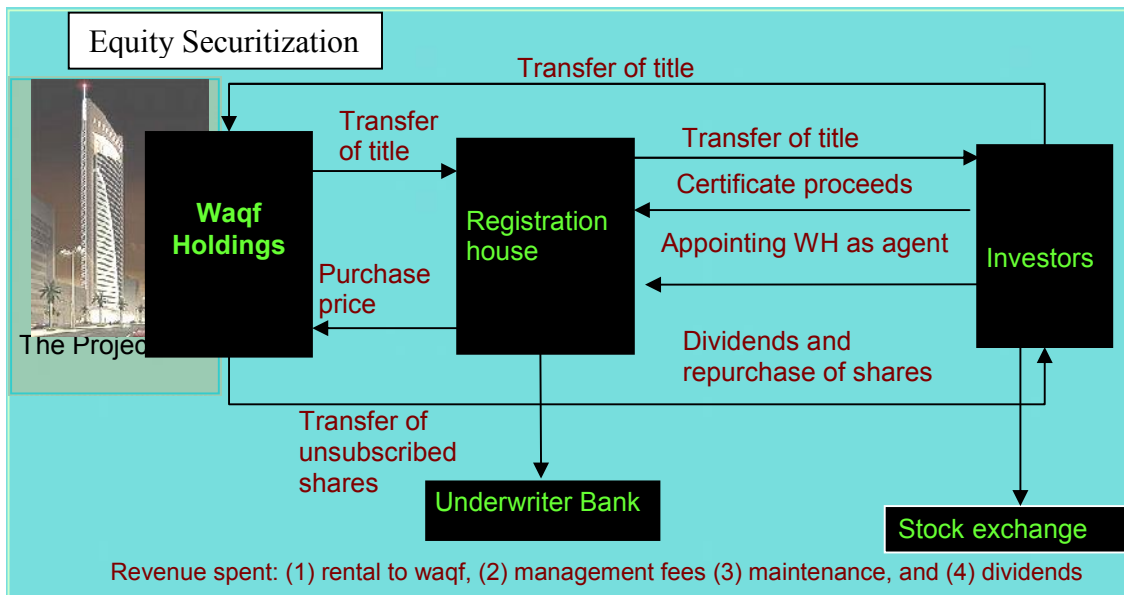 Equity Securitization
Transfer of title
Transfer
of title
Transfer of title
Certificate proceeds
Waqf
Holdings
Registration
house
Appointing WH as agent
Investors
Purchase
price
The Projec
Dividends and
repurchase of shares
Transfer of
unsubscribed
shares
Underwriter Bank
Stock exchange
Revenue spent: (1) rental to waqf, (2) management fees (3) maintenance, and (4) dividends